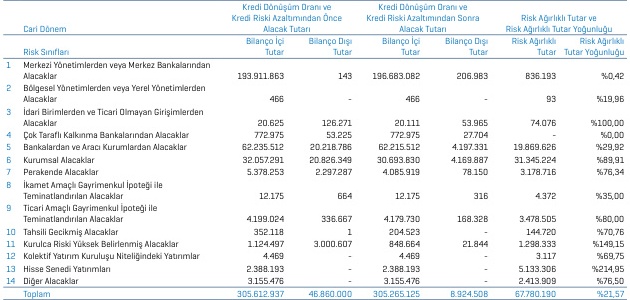 Kredi Dönüşüm Oranı ve Kredi Dönüşüm Oranı ve
Kredi Riski Azaltımından Önce Kredi Riski Azaltımından Sonra Risk Ağırlıklı Tutar ve
Cari Dönem Alacak Tutarı Alacak Tutarı Risk Ağırlıklı Tutar Yoğunluğu
Bilanço İçi Bilanço Dışı Bilanço İçi Bilanço Dışı Risk Ağırlıklı Risk Ağırlıklı
Risk Sınıfları Tutar Tutar Tutar Tutar Tutar Tutar Yoğunluğu
1 Merkezi Yönetimlerden veya Merkez Bankalarından
Alacaklar 193.911.863 143 196.683.082 206.983 836.193 %0,42
2 Bölgesel Yönetimlerden veya Yerel Yönetimlerden
Alacaklar 466 - 466 - 93 %19,96
3 İdari Birimlerden ve Ticari Olmayan Girişimlerden
Alacaklar 20.625 126.271 20.111 53.965 74.076 %100,00
4 Çok Taraflı Kalkınma Bankalarından Alacaklar 772.975 53.225 772.975 27.704 - %0,00
5 Bankalardan ve Aracı Kurumlardan Alacaklar 62.235.512 20.218.786 62.215.512 4.197.331 19.869.626 %29,92
6 Kurumsal Alacaklar 32.057.291 20.826.349 30.693.830 4.169.887 31.345.224 %89,91
7 Perakende Alacaklar 5.378.253 2.297.287 4.085.919 78.150 3.178.716 %76,34
8 İkamet Amaçlı Gayrimenkul İpoteği ile
Teminatlandırılan Alacaklar 12.175 664 12.175 316 4.372 %35,00
9 Ticari Amaçlı Gayrimenkul İpoteği ile
Teminatlandırılan Alacaklar 4.199.024 336.667 4.179.730 168.328 3.478.505 %80,00
10 Tahsili Gecikmiş Alacaklar 352.118 1 204.523 - 144.720 %70,76
11 Kurulca Riski Yüksek Belirlenmiş Alacaklar 1.124.497 3.000.607 848.664 21.844 1.298.333 %149,15
12 Kolektif Yatırım Kuruluşu Niteliğindeki Yatırımlar 4.469 - 4.469 - 3.117 %69,75
13 Hisse Senedi Yatırımları 2.388.193 - 2.388.193 - 5.133.306 %214,95
14 Diğer Alacaklar 3.155.476 - 3.155.476 - 2.413.909 %76,50
Toplam 305.612.937 46.860.000 305.265.125 8.924.508 67.780.190 %21,57